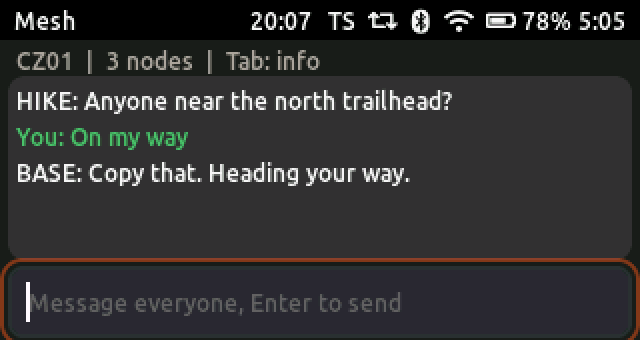 Mesh 20:07 TS 78% 5:05
CZ01 | 3 nodes | Tab: info
HIKE: Anyone near the north trailhead?
You: On my way
BASE: Copy that. Heading your way.
Message everyone, Enter to send